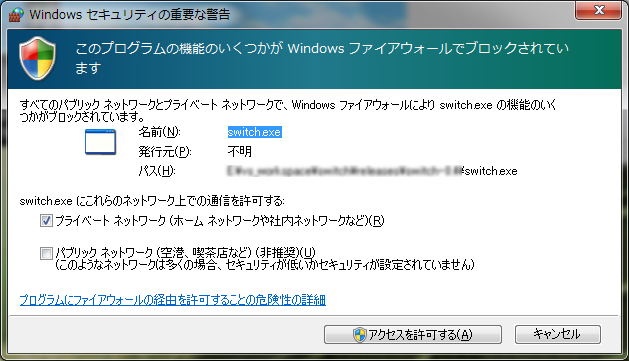 Windows セキュリティの重要な警告
このプログラムの機能のいくつかが Windows ファイアウォールでブロックされてい
ます
すべてのパブリック ネットワークとプライベート ネットワークで、Windows ファイアウォールにより switch.exe の機能のいく
つかがブロックされています。
名前(N): switch.exe
発行元(P): 不明
パス(H): ¥switch.exe
switch.exe にこれらのネットワーク上での通信を許可する:
プライベート ネットワーク (ホーム ネットワークや社内ネットワークなど)(R)
パブリック ネットワーク (空港、喫茶店など) (非推奨)(U)
(このようなネットワークは多くの場合、セキュリティが低いかセキュリティが設定されていません)
プログラムにファイアウォールの経由を許可することの危険性の詳細
アクセスを許可する(A) キャンセル